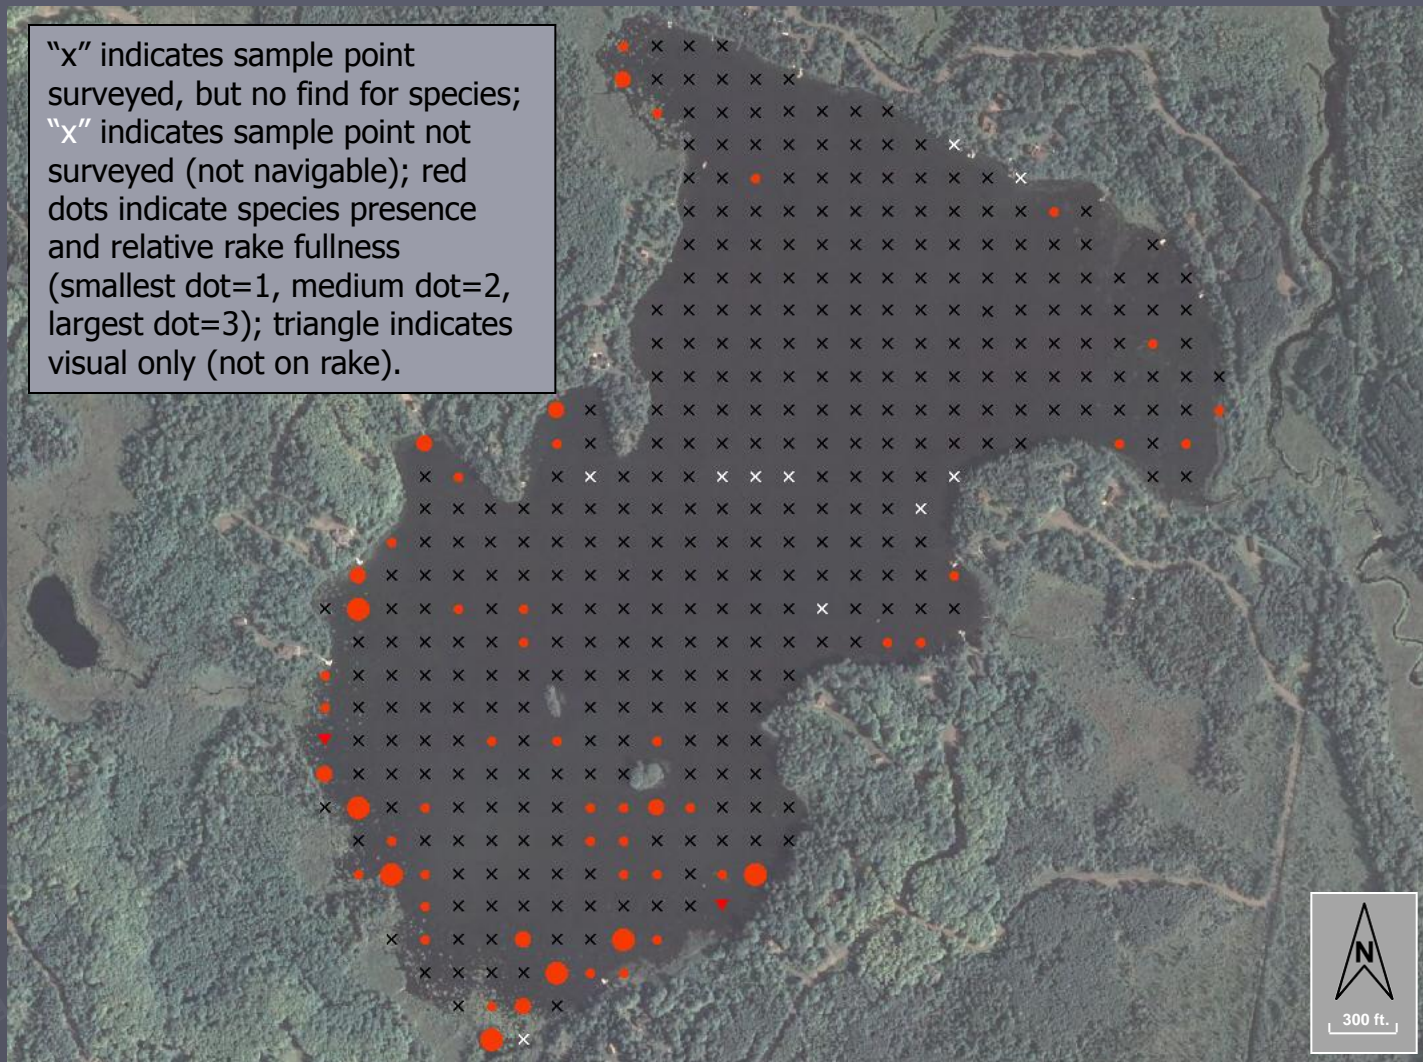 “x” indicates sample point
surveyed, but no find for species;
“x” indicates sample point not
surveyed (not navigable); red
dots indicate species presence
and relative rake fullness
(smallest dot=1, medium dot=2,
largest dot=3); triangle indicates
visual only (not on rake).
N
300 ft.